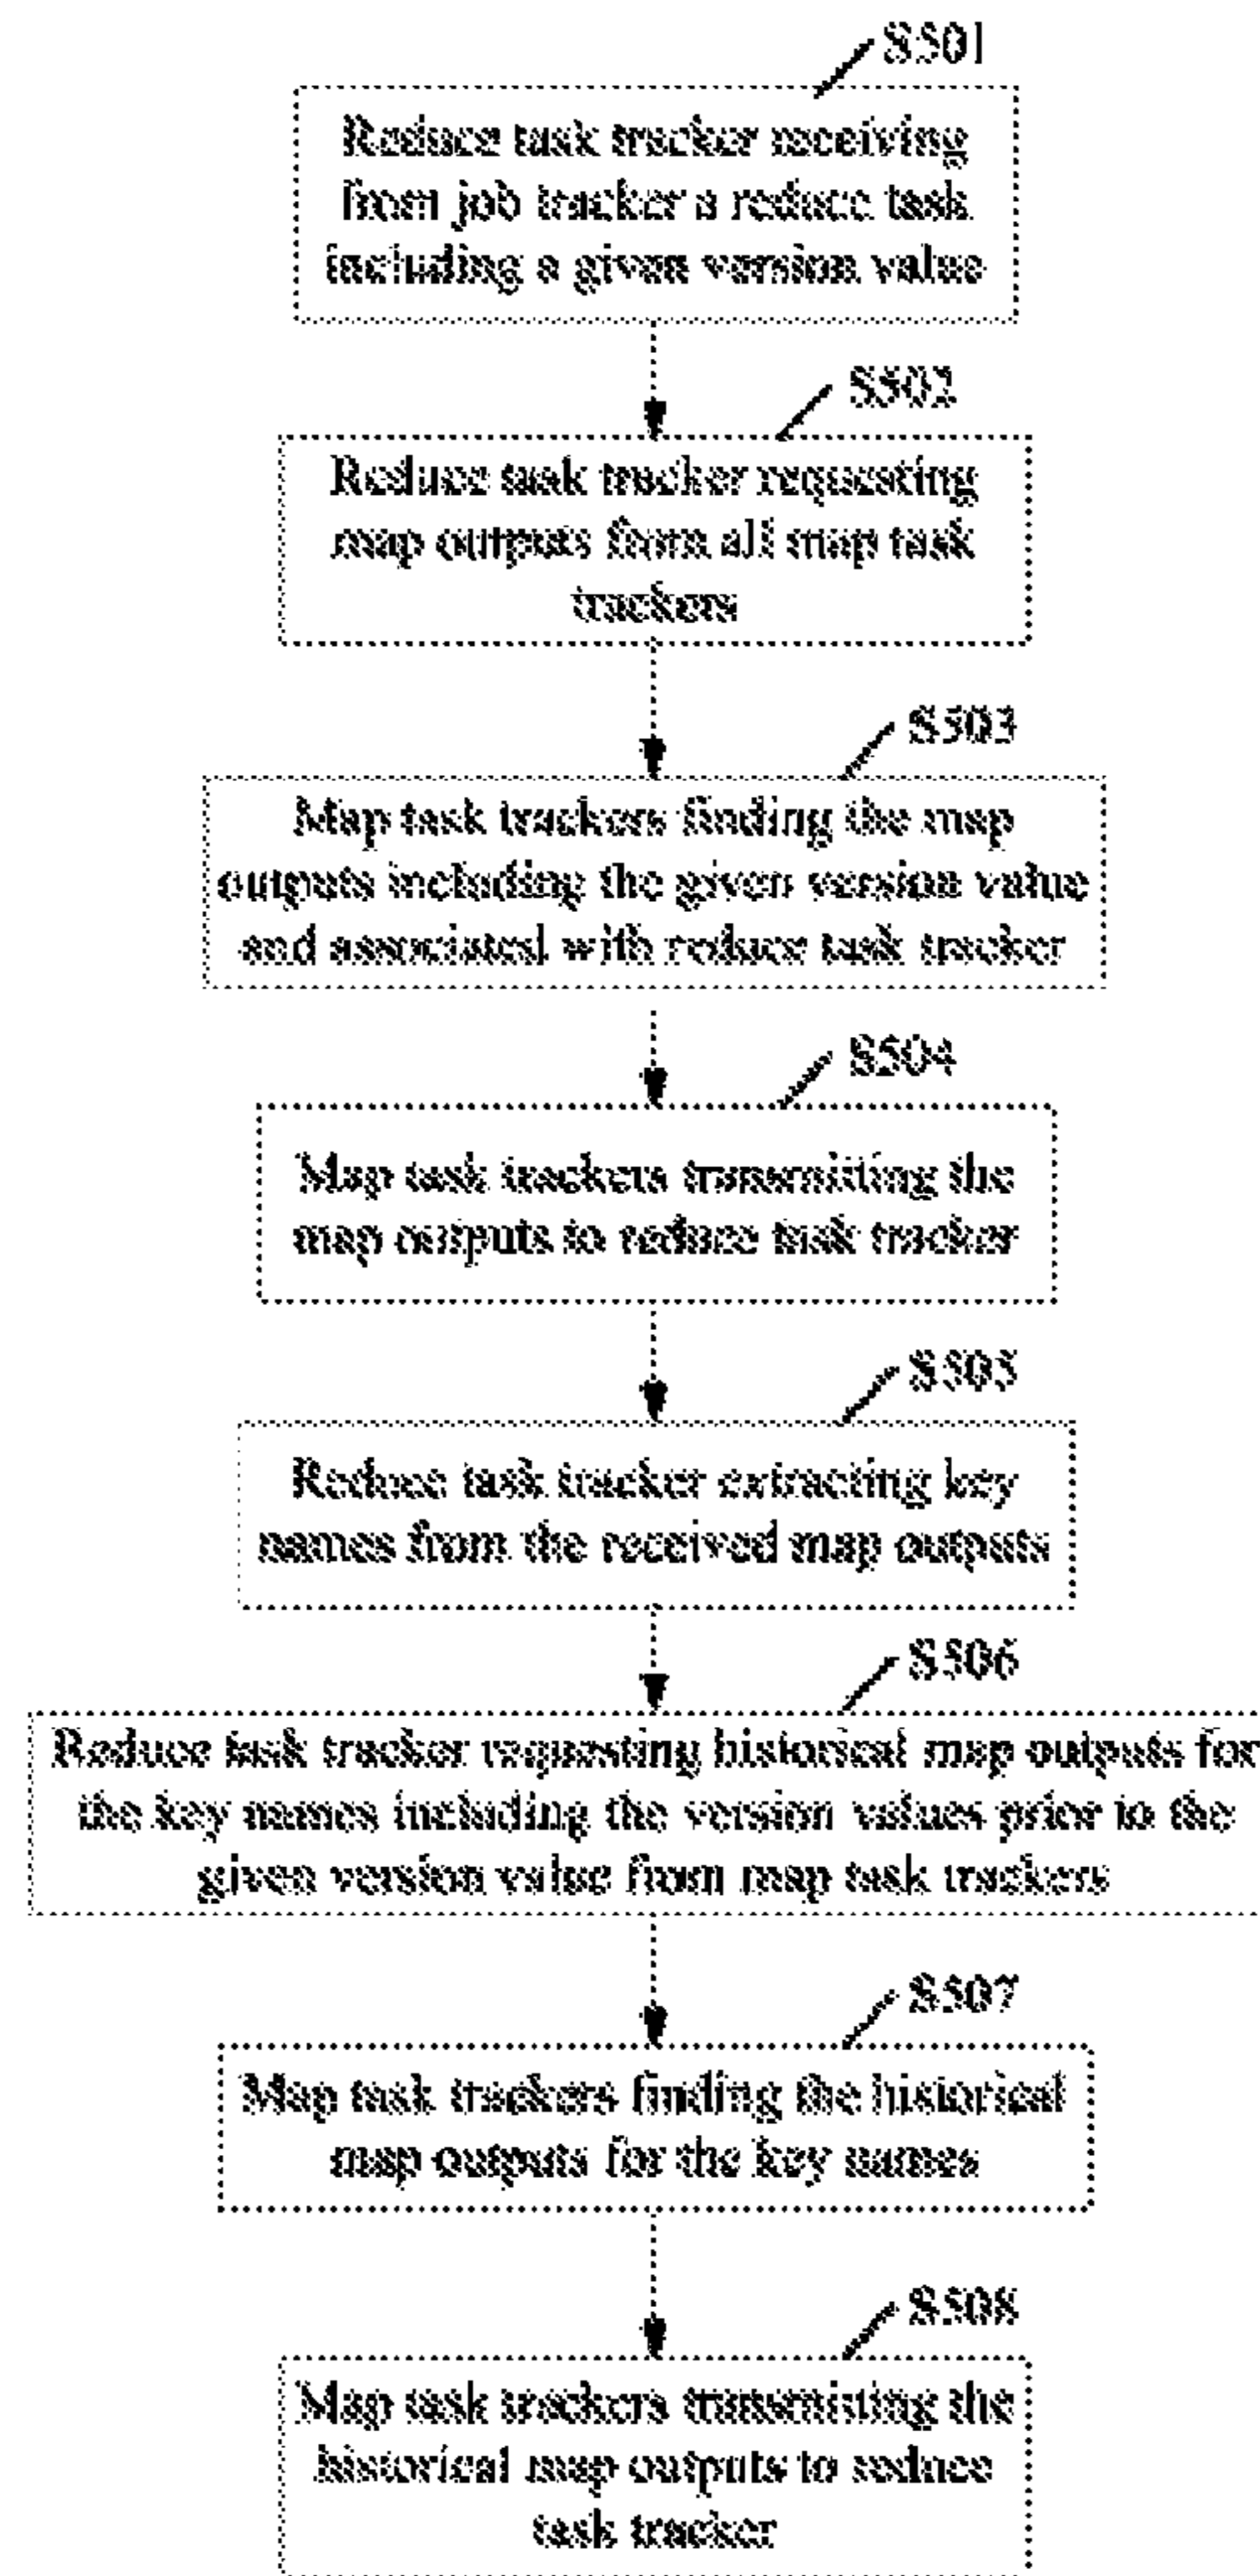 S501
Reduce task tracker receiving
from job tracker a reduce task
including a given version value
S502
Reduce task tracker requesting
map outputs from all map task
trackers
S503
Map task trackers finding the map
outputs including the given version value
and associated with reduce task tracker
S504
Map task trackers transmitting the
map outputs to reduce task tracker
S505
Reduce task tracker extracting key
names from the received map outputs
S506
Reduce task tracker requesting historical map outputs for
the key names including the version values prior to the
given version value from map task trackers
S507
Map task trackers finding the historical
map outputs for the key names
S508
Map task trackers transmitting the
historical map outputs to reduce
task tracker